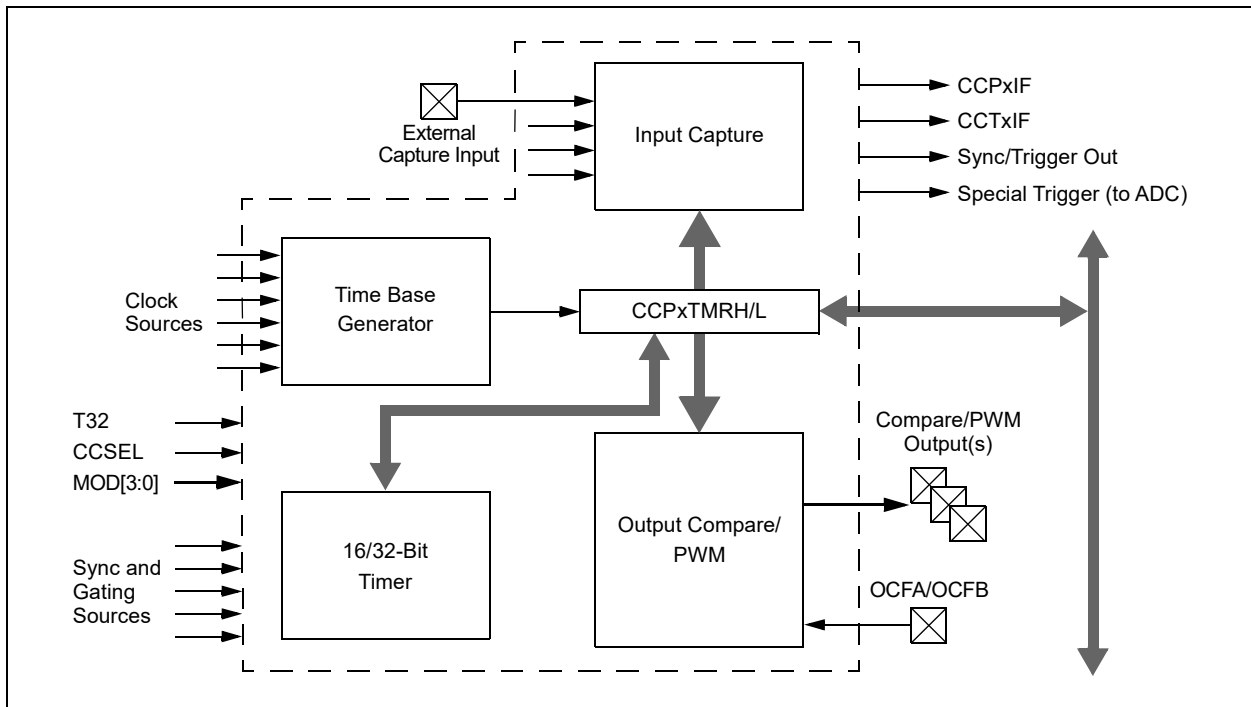 External
Capture Input
Input Capture
CCPxIF
CCTxIF
Sync/Trigger Out
Special Trigger (to ADC)
Clock
Sources
Time Base
Generator
CCPxTMRH/L
T32
CCSEL
MOD[3:0]
Sync and
Gating
Sources
16/32-Bit
Timer
Output Compare/
PWM
Compare/PWM
Output(s)
OCFA/OCFB